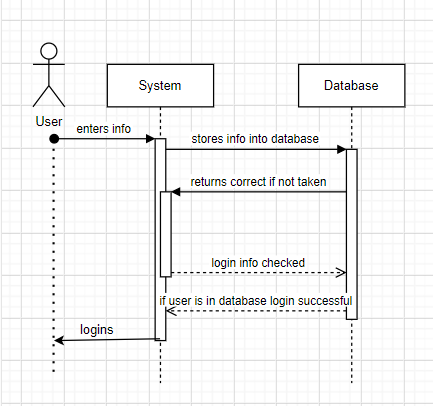 System
Database
User
enters info
stores info into database
returns correct if not taken
login info checked
if user is in database login successful
logins